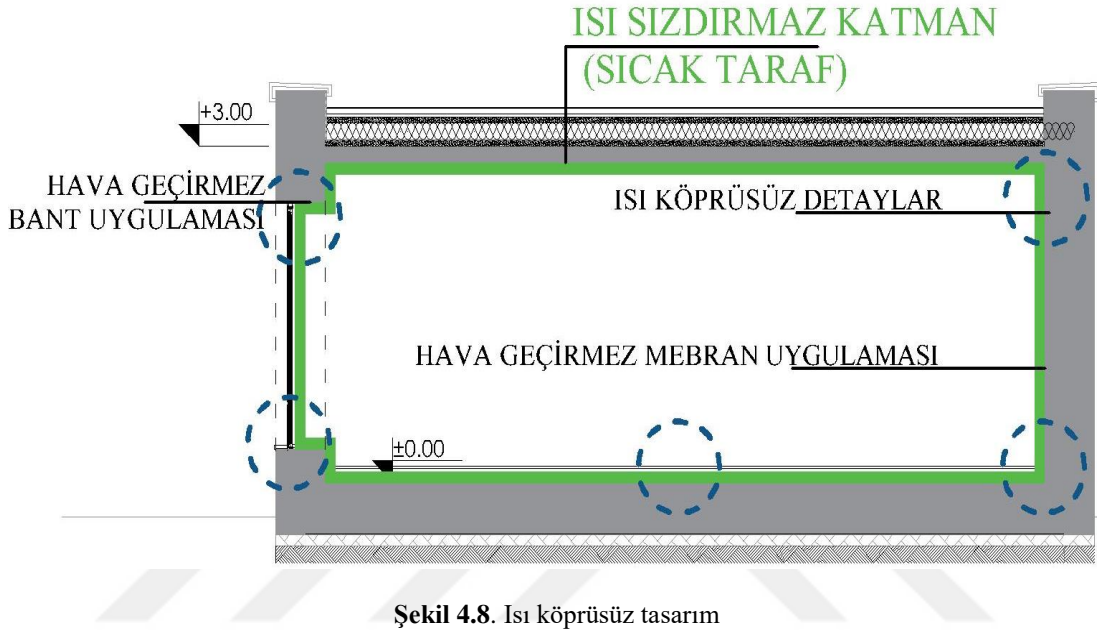 ISI SIZDIRMAZ KATMAN
(SICAK TARAF)
+3.00
HAVA GEÇİRMEZ
BANT UYGULAMASI
ISI KÖPRÜSÜZ DETAYLAR
HAVA GEÇİRMEZ MEBRAN UYGULAMASI
±0.00
Şekil 4.8. Isı köprüsüz tasarım